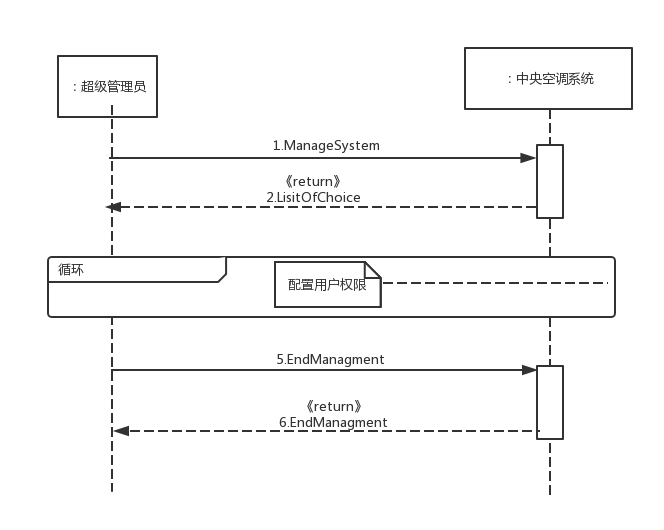 ：超级管理员
：中央空调系统
1.ManageSystem
《return》
2.LisitOfChoice
循环
配置用户权限
5.EndManagment
《return》
6.EndManagment